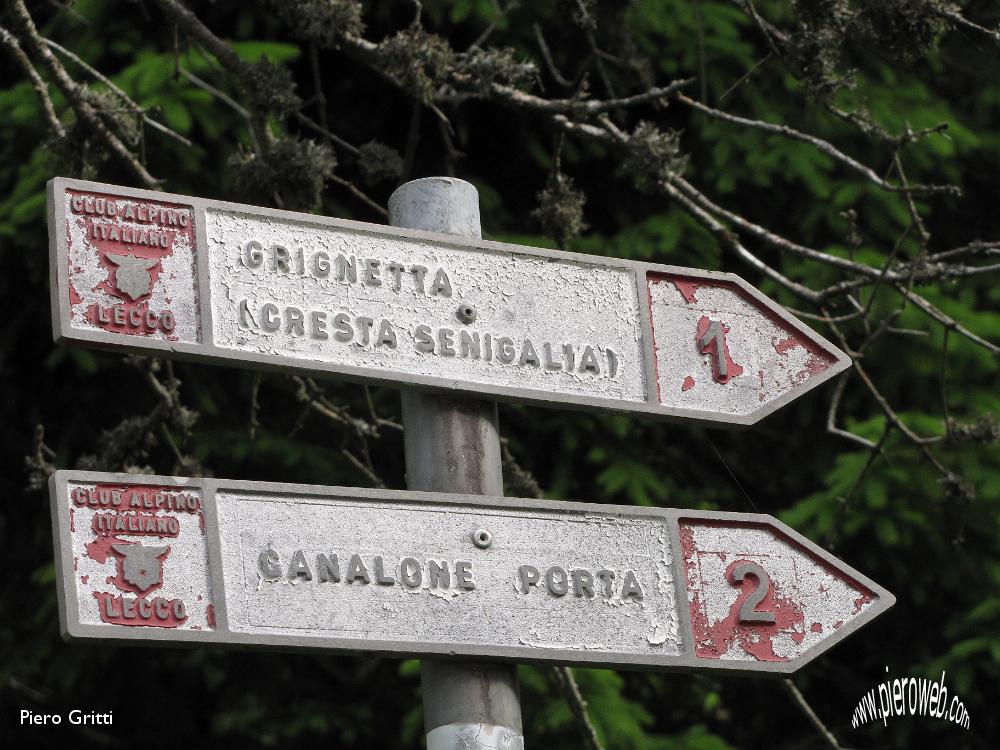 CLUB ALPINO
ITALIANO
LECCO
GRIGNETTA
(CRESTA SENIGALIA)
1
CLUB ALPINO
ITALIANO
LECCO
CANALONE PORTA
2
Piero Gritti
www.pieroweb.com